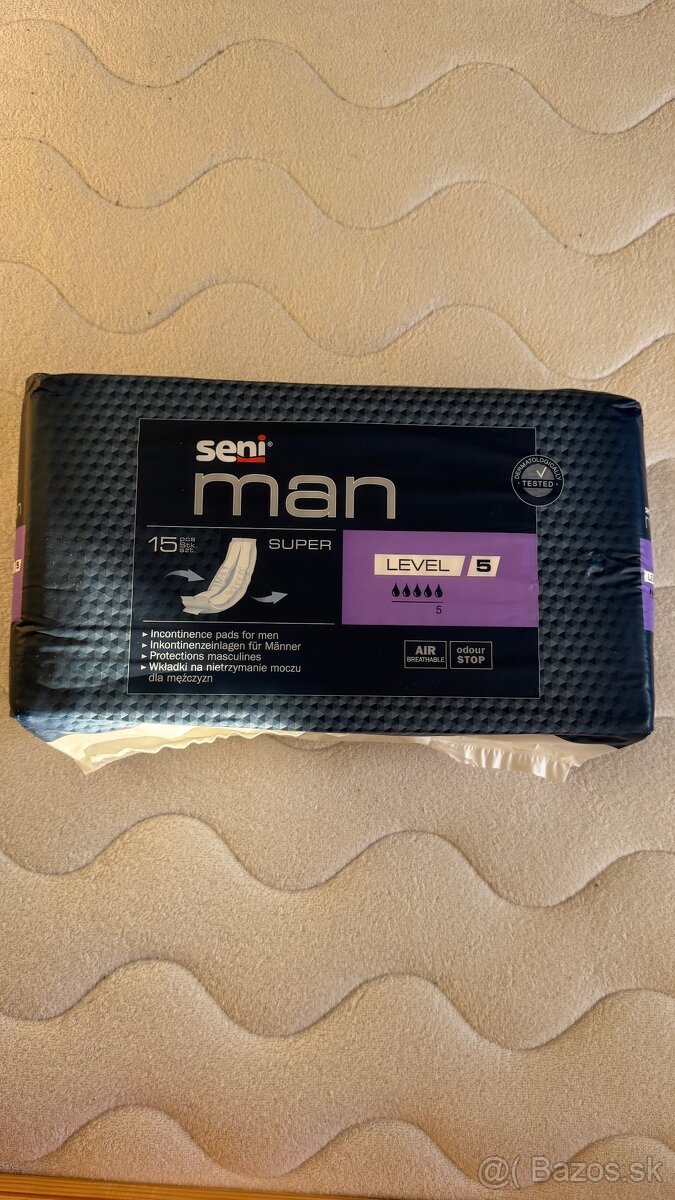 seni®
man
DERMATOLOGICALLY
TESTED
15 pcs
Stk.
szt.
SUPER
LEVEL 5
5
▸ Incontinence pads for men
▸ Inkontinenzeinlagen für Männer
▸ Protections masculines
▸ Wkładki na nietrzymanie moczu
dla mężczyzn
AIR
BREATHABLE
odour
STOP
@( Bazos.sk